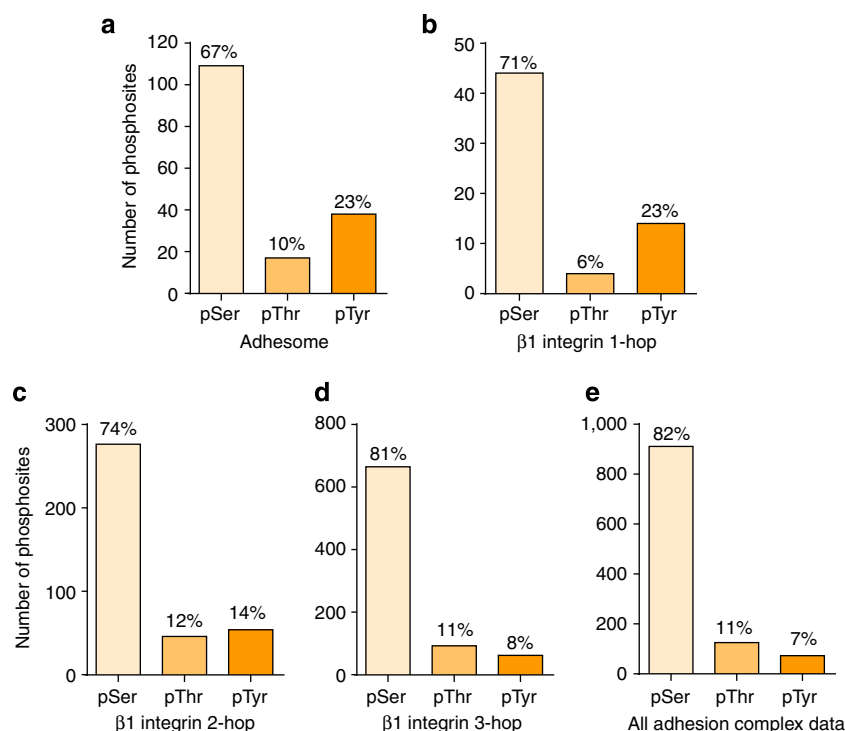 a
120
100
80
60
40
20
0
Number of phosphosites
67%
10%
23%
pSer pThr pTyr
Adhesome
b
50
40
30
20
10
0
71%
6%
23%
pSer pThr pTyr
β1 integrin 1-hop
c
300
200
100
0
Number of phosphosites
74%
12%
14%
pSer pThr pTyr
β1 integrin 2-hop
d
800
600
400
200
0
81%
11%
8%
pSer pThr pTyr
β1 integrin 3-hop
e
1,000
800
600
400
200
0
82%
11%
7%
pSer pThr pTyr
All adhesion complex data